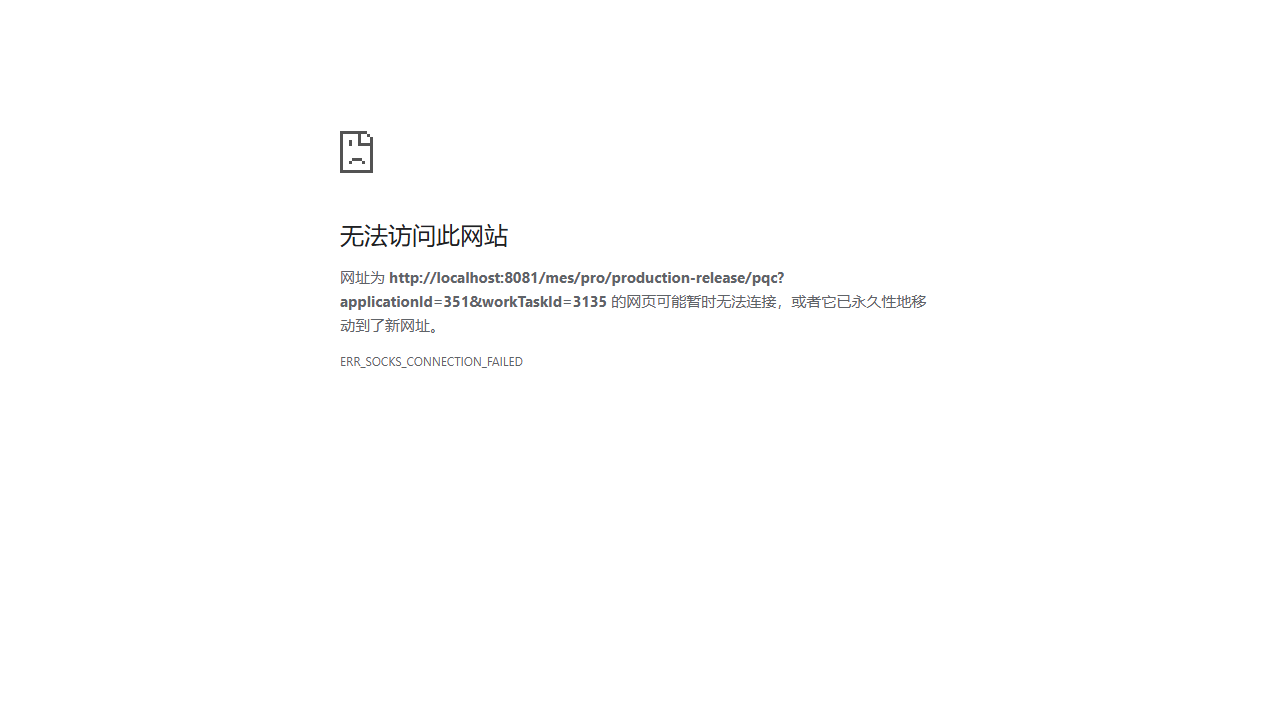 无法访问此网站
网址为 http://localhost:8081/mes/pro/production-release/pqc?
applicationId=351&workTaskId=3135 的网页可能暂时无法连接，或者它已永久性地移
动到了新网址。
ERR_SOCKS_CONNECTION_FAILED